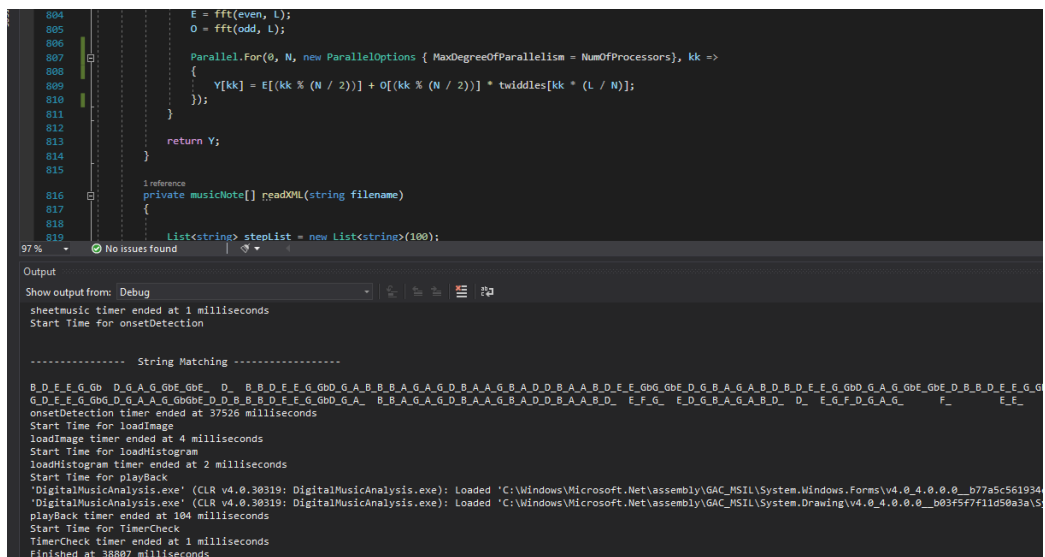 804 E = fft(even, L);
805 O = fft(odd, L);
806
807 Parallel.For(0, N, new ParallelOptions { MaxDegreeOfParallelism = NumOfProcessors}, kk =>
808 {
809 Y[kk] = E[(kk % (N / 2))] + O[(kk % (N / 2))] * twiddles[kk * (L / N)];
810 });
811 }
812
813 return Y;
814 }
815
1 reference
816 private musicNote[] readXML(string filename)
817 {
818
819 List<string> stepList = new List<string>(100);
97 % No issues found
Output
Show output from: Debug
sheetmusic timer ended at 1 milliseconds
Start Time for onsetDetection
--------------- String Matching ------------------
B_D_E_E_G_Gb D_G_A_G_GbE_GbE_ D_ B_B_D_E_E_G_GbD_G_A_B_B_B_A_G_A_G_D_B_A_A_G_B_A_D_D_B_A_A_B_D_E_E_GbG_GbE_D_G_B_A_G_A_B_D_B_D_E_E_G_GbD_G_A_G_GbE_GbE_D_B_B_D_E_E_G_Gb
G_D_E_E_G_GbG_D_G_A_A_G_GbGbE_D_D_B_B_D_E_E_G_GbD_G_A_ B_B_A_G_A_G_D_B_A_A_G_B_A_D_D_B_A_A_B_D_ E_F_G_ E_D_G_B_A_G_A_B_D_ D_ E_G_F_D_G_A_G_ F_ E_E_
onsetDetection timer ended at 37526 milliseconds
Start Time for loadImage
loadImage timer ended at 4 milliseconds
Start Time for loadHistogram
loadHistogram timer ended at 2 milliseconds
Start Time for playBack
'DigitalMusicAnalysis.exe' (CLR v4.0.30319: DigitalMusicAnalysis.exe): Loaded 'C:\Windows\Microsoft.Net\assembly\GAC_MSIL\System.Windows.Forms\v4.0_4.0.0.0__b77a5c561934
'DigitalMusicAnalysis.exe' (CLR v4.0.30319: DigitalMusicAnalysis.exe): Loaded 'C:\Windows\Microsoft.Net\assembly\GAC_MSIL\System.Drawing\v4.0_4.0.0.0__b03f5f7f11d50a3a\Sy
playBack timer ended at 104 milliseconds
Start Time for TimerCheck
TimerCheck timer ended at 1 milliseconds
Finished at 38807 milliseconds